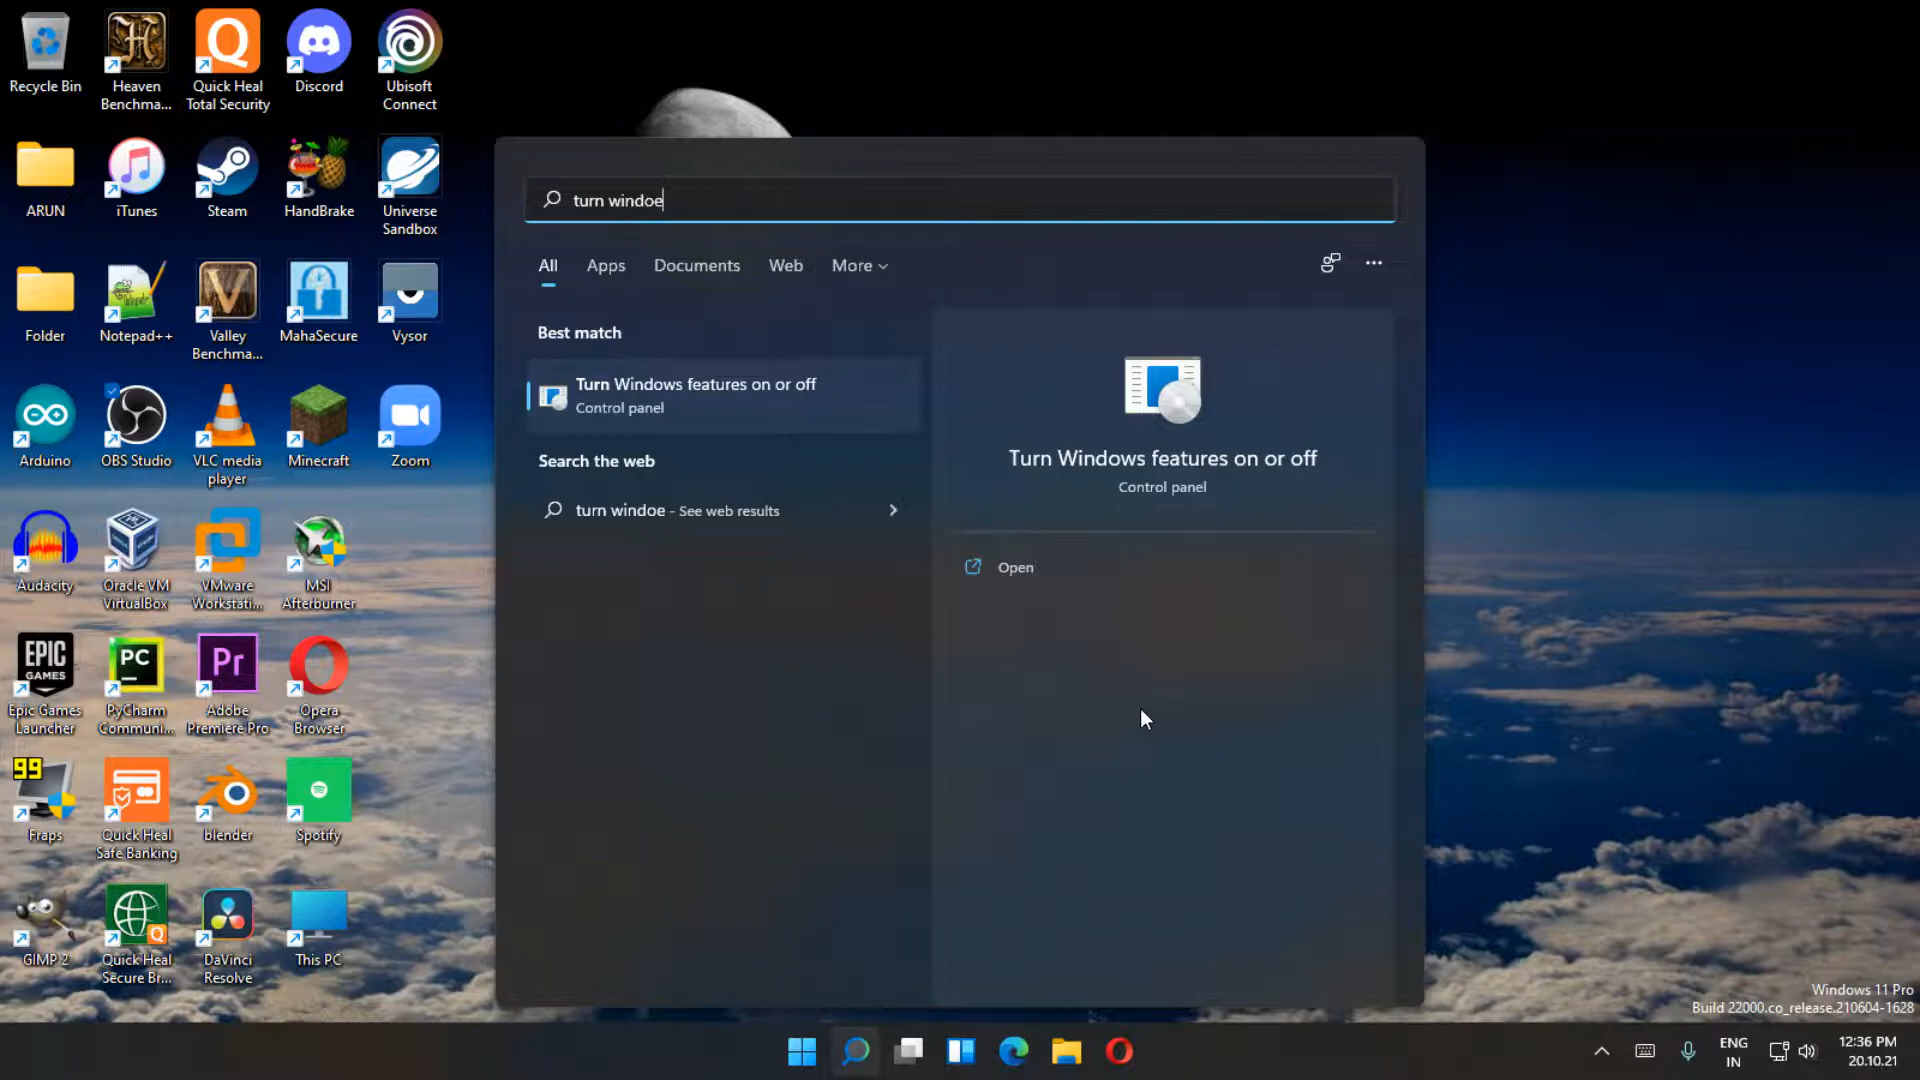 Recycle Bin
Heaven
Benchma...
Quick Heal
Total Security
Discord
Ubisoft
Connect
ARUN
iTunes
Steam
HandBrake
Universe
Sandbox
Folder
Notepad++
Valley
Benchma...
MahaSecure
Vysor
Arduino
OBS Studio
VLC media
player
Minecraft
Zoom
Audacity
Oracle VM
VirtualBox
VMware
Workstati...
MSI
Afterburner
EPIC
GAMES
Epic Games
Launcher
PC
PyCharm
Communi...
Pr
Adobe
Premiere Pro
Opera
Browser
99
Fraps
Quick Heal
Safe Banking
blender
Spotify
GIMP 2
Quick Heal
Secure Br...
DaVinci
Resolve
This PC
turn windoe
All
Apps
Documents
Web
More
Best match
Turn Windows features on or off
Control panel
Search the web
turn windoe - See web results
Turn Windows features on or off
Control panel
Open
Windows 11 Pro
Build 22000.co_release.210604-1628
ENG
IN
12:36 PM
20.10.21